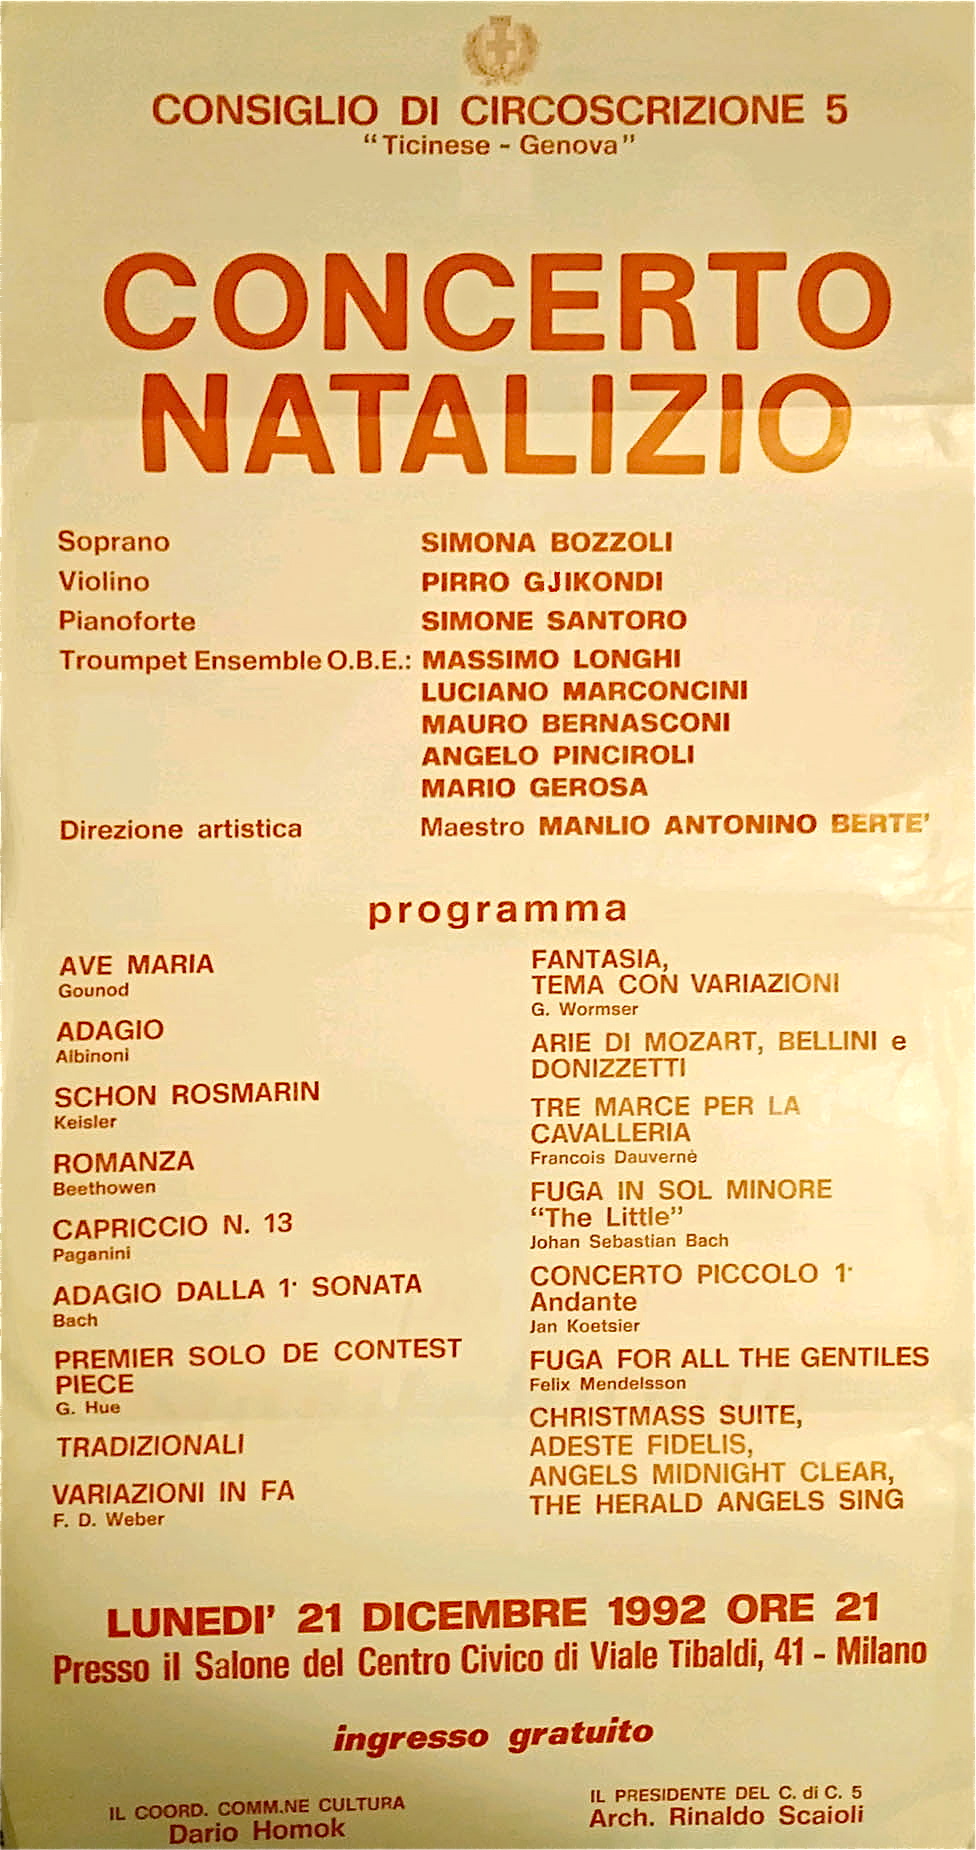 CONSIGLIO DI CIRCOSCRIZIONE 5
“Ticinese - Genova”
CONCERTO
NATALIZIO
Soprano SIMONA BOZZOLI
Violino PIRRO GJIKONDI
Pianoforte SIMONE SANTORO
Troumpet Ensemble O.B.E.: MASSIMO LONGHI
LUCIANO MARCONCINI
MAURO BERNASCONI
ANGELO PINCIROLI
MARIO GEROSA
Direzione artistica Maestro MANLIO ANTONINO BERTE’
programma
AVE MARIA
Gounod
ADAGIO
Albinoni
SCHON ROSMARIN
Keisler
ROMANZA
Beethowen
CAPRICCIO N. 13
Paganini
ADAGIO DALLA 1· SONATA
Bach
PREMIER SOLO DE CONTEST
PIECE
G. Hue
TRADIZIONALI
VARIAZIONI IN FA
F. D. Weber
FANTASIA,
TEMA CON VARIAZIONI
G. Wormser
ARIE DI MOZART, BELLINI e
DONIZZETTI
TRE MARCE PER LA
CAVALLERIA
Francois Dauvernè
FUGA IN SOL MINORE
“The Little”
Johan Sebastian Bach
CONCERTO PICCOLO 1·
Andante
Jan Koetsier
FUGA FOR ALL THE GENTILES
Felix Mendelsson
CHRISTMASS SUITE,
ADESTE FIDELIS,
ANGELS MIDNIGHT CLEAR,
THE HERALD ANGELS SING
LUNEDI’ 21 DICEMBRE 1992 ORE 21
Presso il Salone del Centro Civico di Viale Tibaldi, 41 - Milano
ingresso gratuito
IL COORD. COMM.NE CULTURA
Dario Homok
IL PRESIDENTE DEL C. di C. 5
Arch. Rinaldo Scaioli